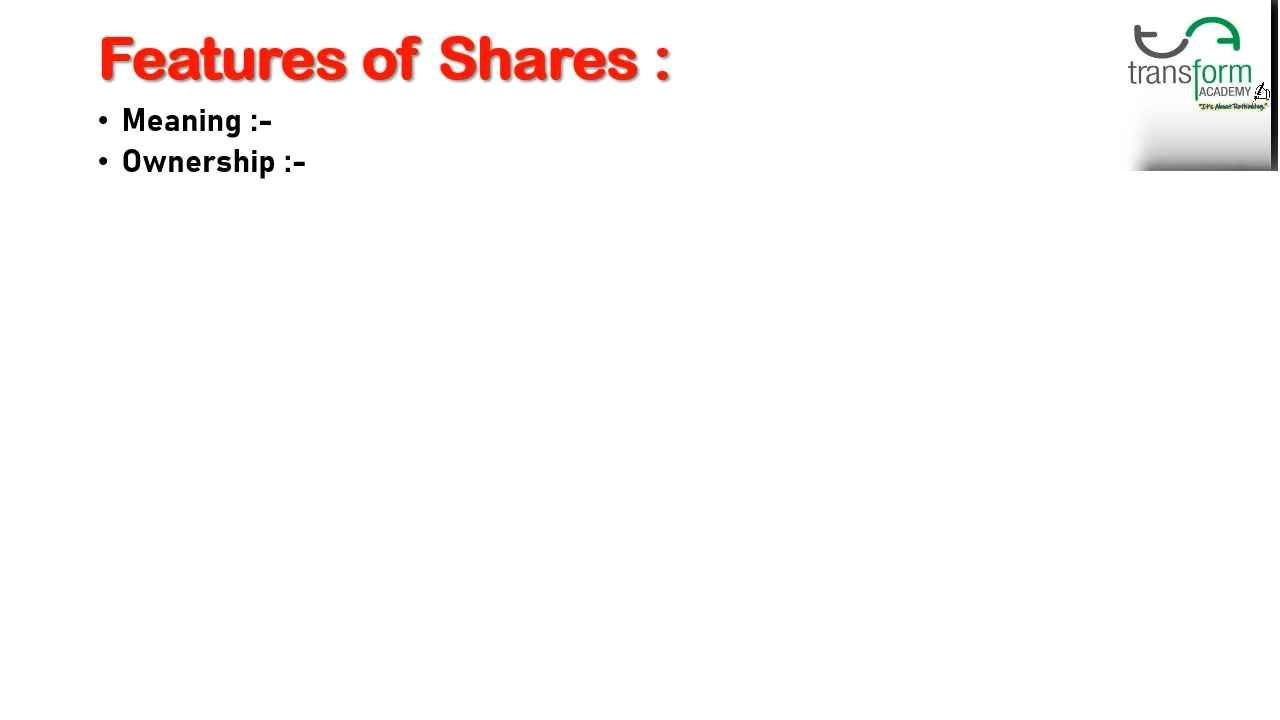 Features of Shares :
• Meaning :-
• Ownership :-
transform
ACADEMY
"It's About Rethinking."